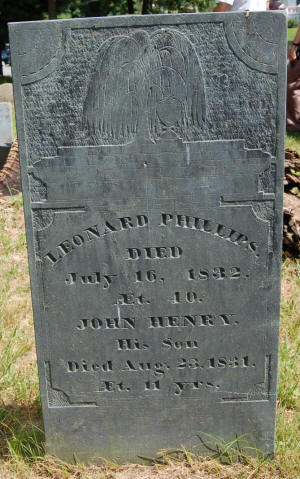 LEONARD PHILLIPS,
DIED
July 16, 1832.
Æt. 40.
JOHN HENRY,
His Son
Died Aug. 23, 1831.
Æt. 11 yrs.